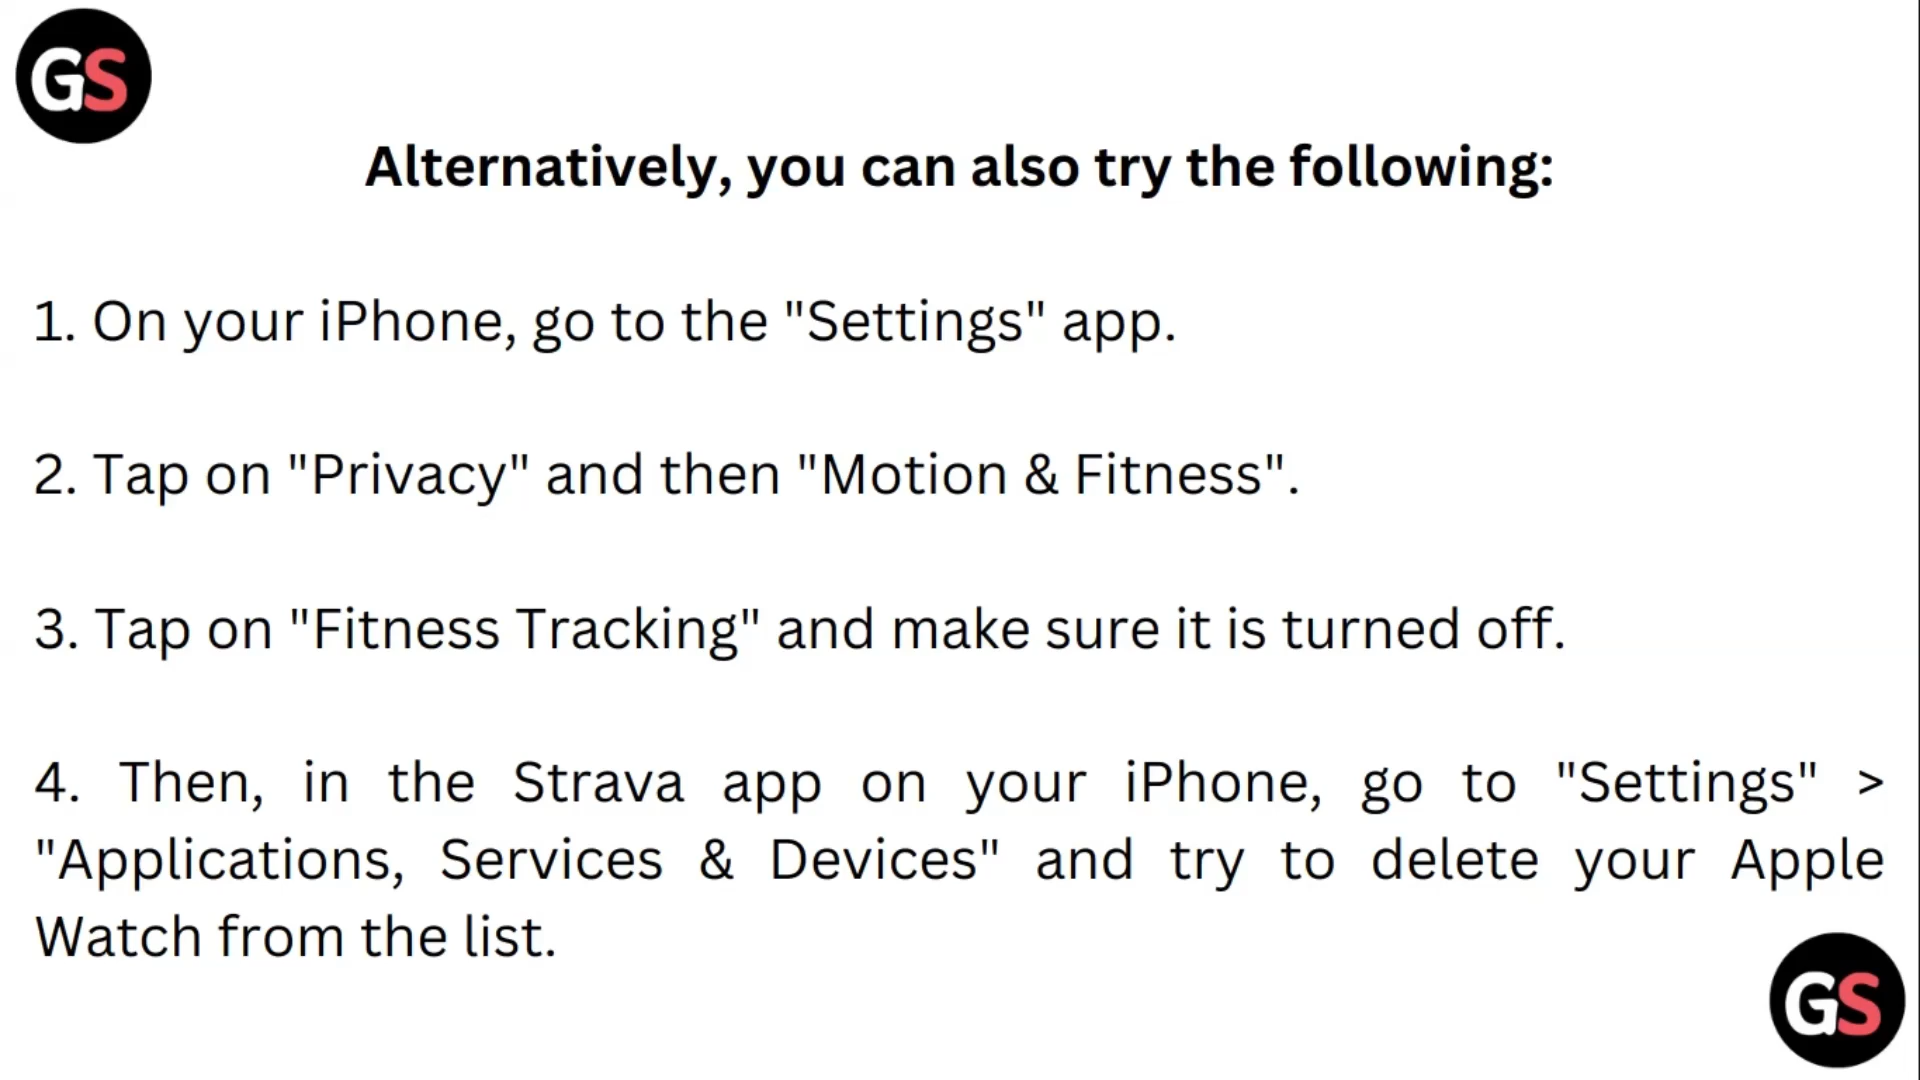 GS
Alternatively, you can also try the following:
1. On your iPhone, go to the "Settings" app.
2. Tap on "Privacy" and then "Motion & Fitness".
3. Tap on "Fitness Tracking" and make sure it is turned off.
4. Then, in the Strava app on your iPhone, go to "Settings" >
"Applications, Services & Devices" and try to delete your Apple
Watch from the list.
GS